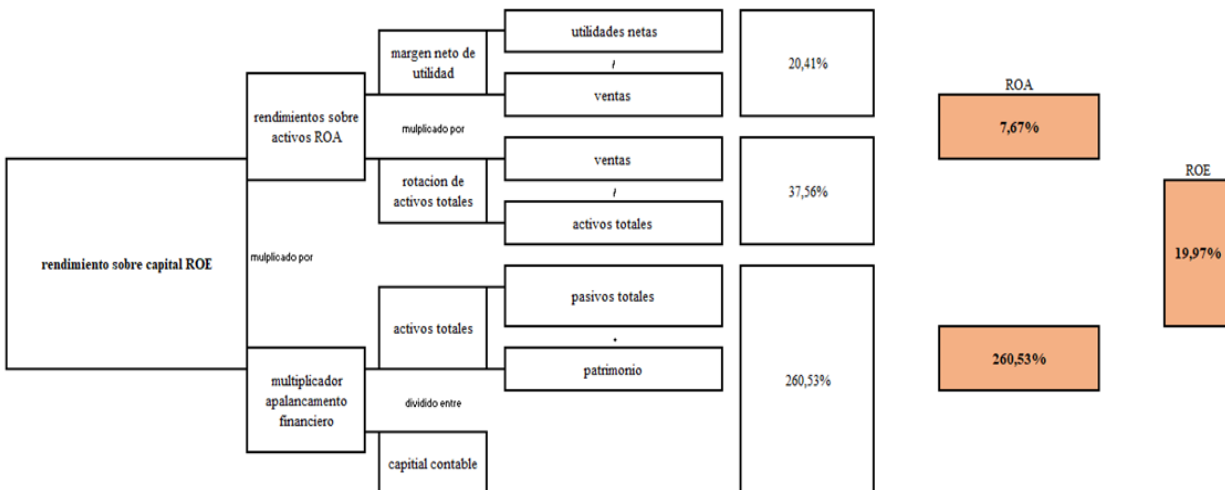 utilidades netas
margen neto de
utilidad
/
20,41%
ventas
ROA
rendimientos sobre
activos ROA
mulplicado por
7,67%
ventas
rotacion de
activos totales
/
37,56%
ROE
activos totales
rendimiento sobre capital ROE
mulplicado por
19,97%
pasivos totales
activos totales
.
patrimonio
260,53%
260,53%
multiplicador
apalancamento
financiero
dividido entre
capitial contable